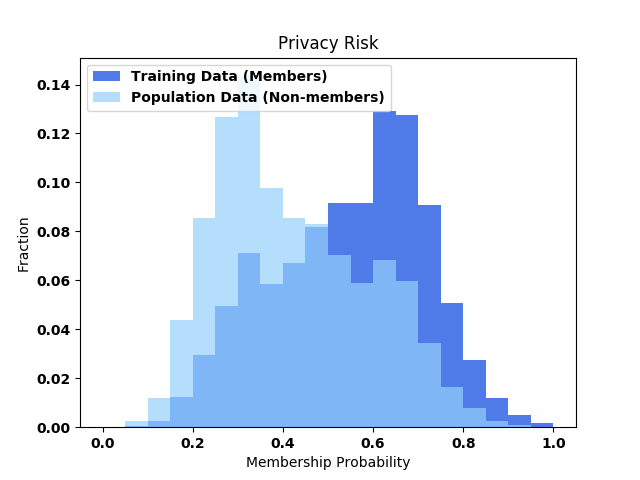 Privacy Risk
Training Data (Members)
Population Data (Non-members)
0.14
0.12
0.10
0.08
0.06
0.04
0.02
0.00
Fraction
0.0 0.2 0.4 0.6 0.8 1.0
Membership Probability